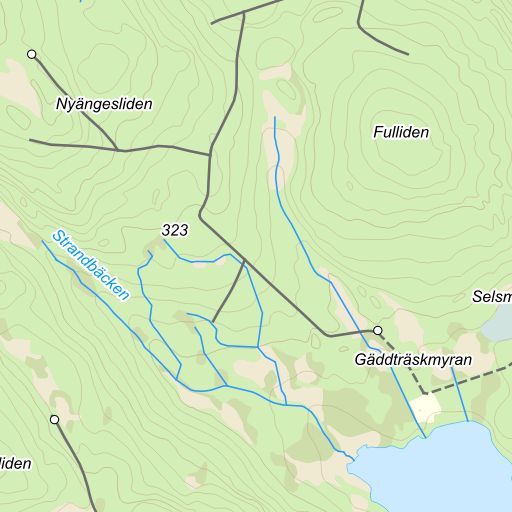 Nyängesliden
Fulliden
323
Strandbäcken
Selsm
Gäddträskmyran
liden